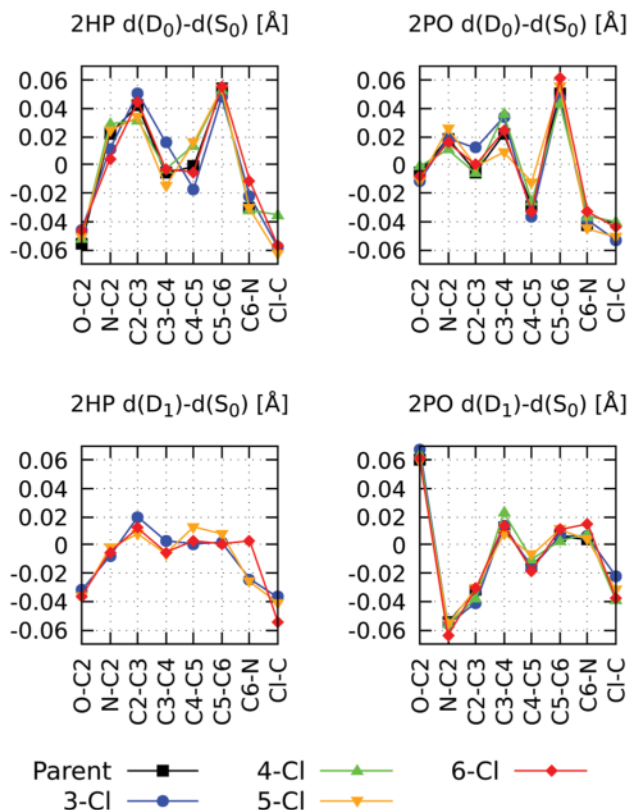 2HP d(D₀)-d(S₀) [Å]
2PO d(D₀)-d(S₀) [Å]
0.06
0.04
0.02
0
-0.02
-0.04
-0.06
O-C2
N-C2
C2-C3
C3-C4
C4-C5
C5-C6
C6-N
Cl-C
0.06
0.04
0.02
0
-0.02
-0.04
-0.06
O-C2
N-C2
C2-C3
C3-C4
C4-C5
C5-C6
C6-N
Cl-C
2HP d(D₁)-d(S₀) [Å]
2PO d(D₁)-d(S₀) [Å]
0.06
0.04
0.02
0
-0.02
-0.04
-0.06
O-C2
N-C2
C2-C3
C3-C4
C4-C5
C5-C6
C6-N
Cl-C
0.06
0.04
0.02
0
-0.02
-0.04
-0.06
O-C2
N-C2
C2-C3
C3-C4
C4-C5
C5-C6
C6-N
Cl-C
Parent
4-Cl
6-Cl
3-Cl
5-Cl